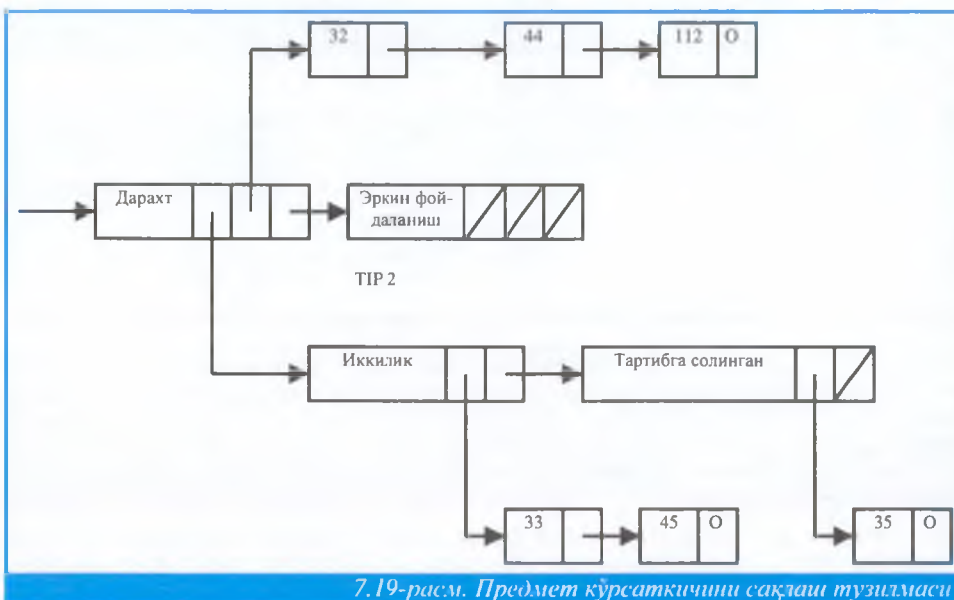 32 44 112 О
Дарахт Эркин фой-
даланиш
TIP 2
Иккилик Тартибга солинган
33 45 О 35 О
7.19-расм. Предмет кўрсаткичини сақлаш тузилмаси